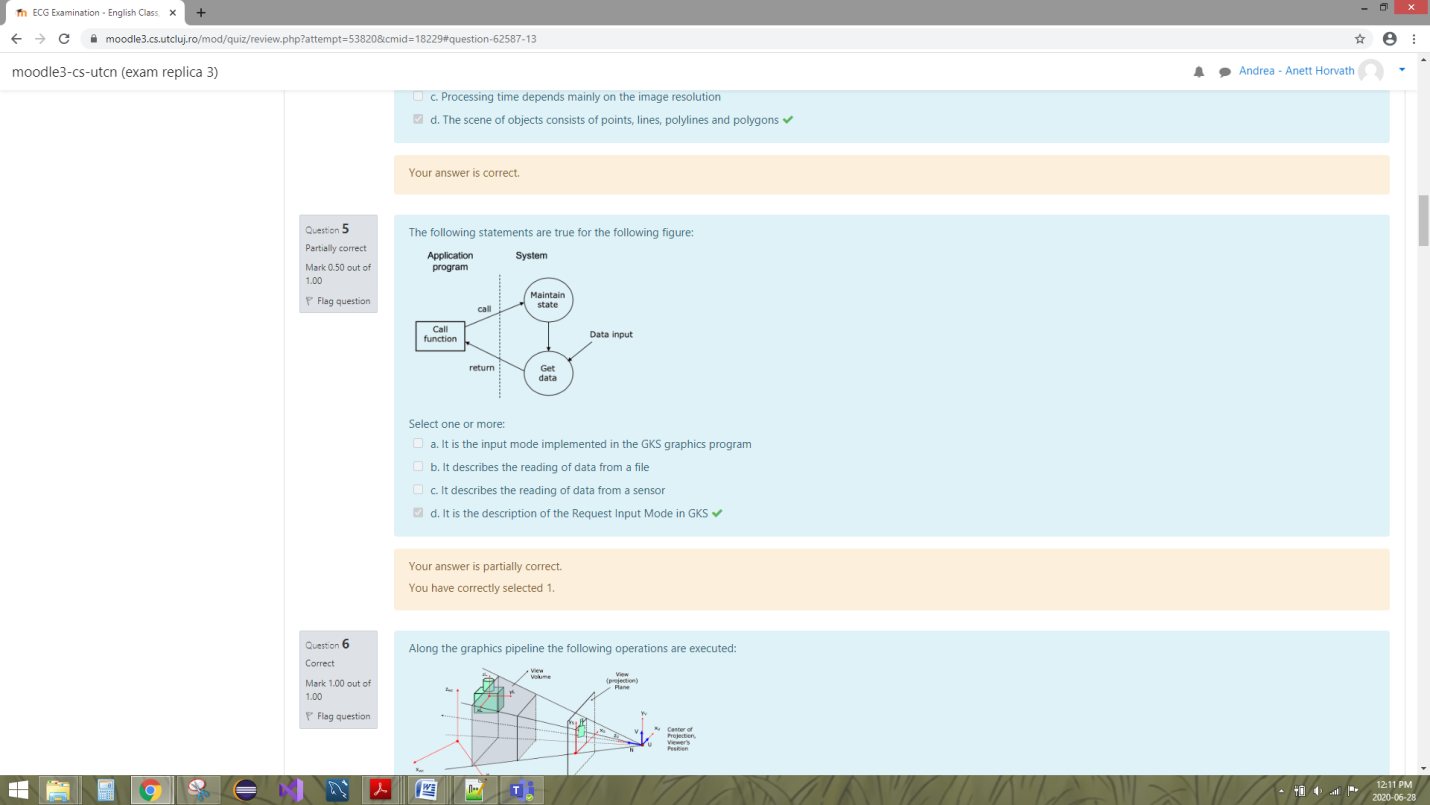 ECG Examination - English Class,
moodle3.cs.utcluj.ro/mod/quiz/review.php?attempt=53820&cmid=18229#question-62587-13
moodle3-cs-utcn (exam replica 3)
Andrea - Anett Horvath
c. Processing time depends mainly on the image resolution
d. The scene of objects consists of points, lines, polylines and polygons
Your answer is correct.
Question 5
Partially correct
Mark 0.50 out of
1.00
Flag question
The following statements are true for the following figure:
Application
program
System
Maintain
state
call
Call
function
Data input
return
Get
data
Select one or more:
a. It is the input mode implemented in the GKS graphics program
b. It describes the reading of data from a file
c. It describes the reading of data from a sensor
d. It is the description of the Request Input Mode in GKS
Your answer is partially correct.
You have correctly selected 1.
Question 6
Correct
Mark 1.00 out of
1.00
Flag question
Along the graphics pipeline the following operations are executed:
View
Volume
View
(projection)
Plane
Center of
Projection,
Viewer's
Position
V
U
N
12:11 PM
2020-06-28